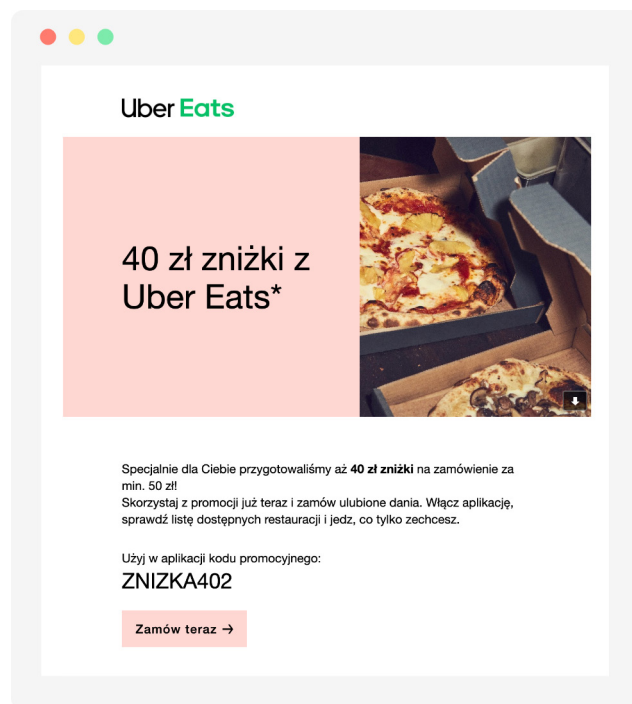 Uber Eats
40 zł zniżki z
Uber Eats*
Specjalnie dla Ciebie przygotowaliśmy aż 40 zł zniżki na zamówienie za
min. 50 zł!
Skorzystaj z promocji już teraz i zamów ulubione dania. Włącz aplikację,
sprawdź listę dostępnych restauracji i jedz, co tylko zechcesz.
Użyj w aplikacji kodu promocyjnego:
ZNIZKA402
Zamów teraz →